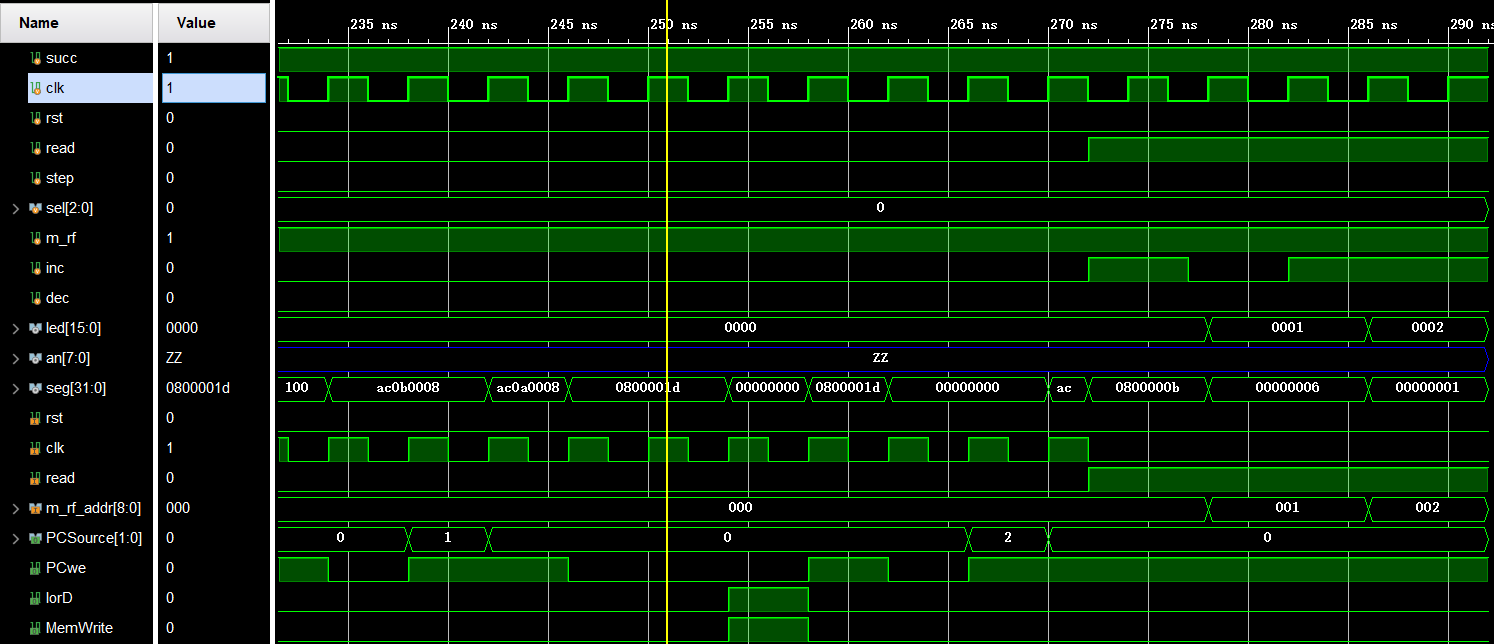 Name Value 235 ns 240 ns 245 ns 250 ns 255 ns 260 ns 265 ns 270 ns 275 ns 280 ns 285 ns 290 ns
succ 1
clk 1
rst 0
read 0
step 0
sel[2:0] 0 0
m_rf 1
inc 0
dec 0
led[15:0] 0000 0000 0001 0002
an[7:0] ZZ ZZ
seg[31:0] 0800001d 100 ac0b0008 ac0a0008 0800001d 00000000 0800001d 00000000 ac 0800000b 00000006 00000001
rst 0
clk 1
read 0
m_rf_addr[8:0] 000 000 001 002
PCSource[1:0] 0 0 1 0 2 0
PCwe 0
IorD 0
MemWrite 0